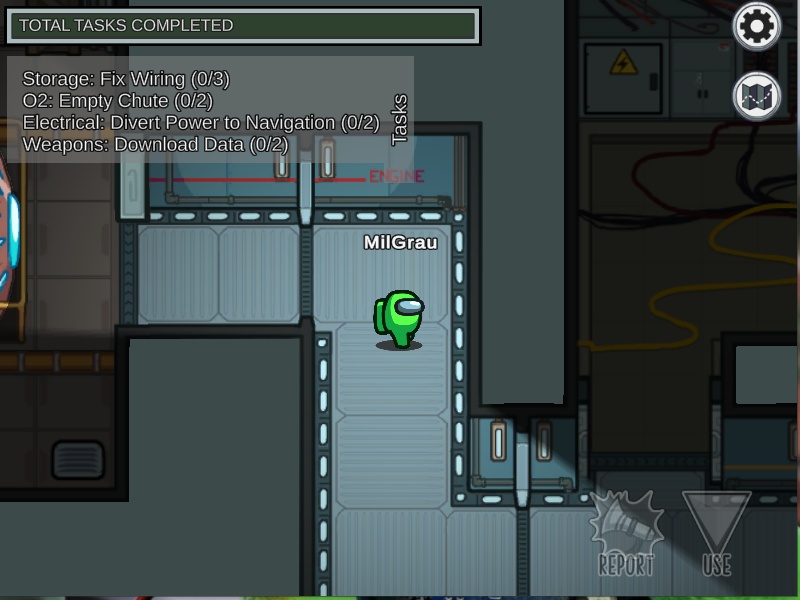 TOTAL TASKS COMPLETED
Storage: Fix Wiring (0/3)
O2: Empty Chute (0/2)
Electrical: Divert Power to Navigation (0/2)
Weapons: Download Data (0/2)
Tasks
ENGINE
MilGrau
REPORT
USE